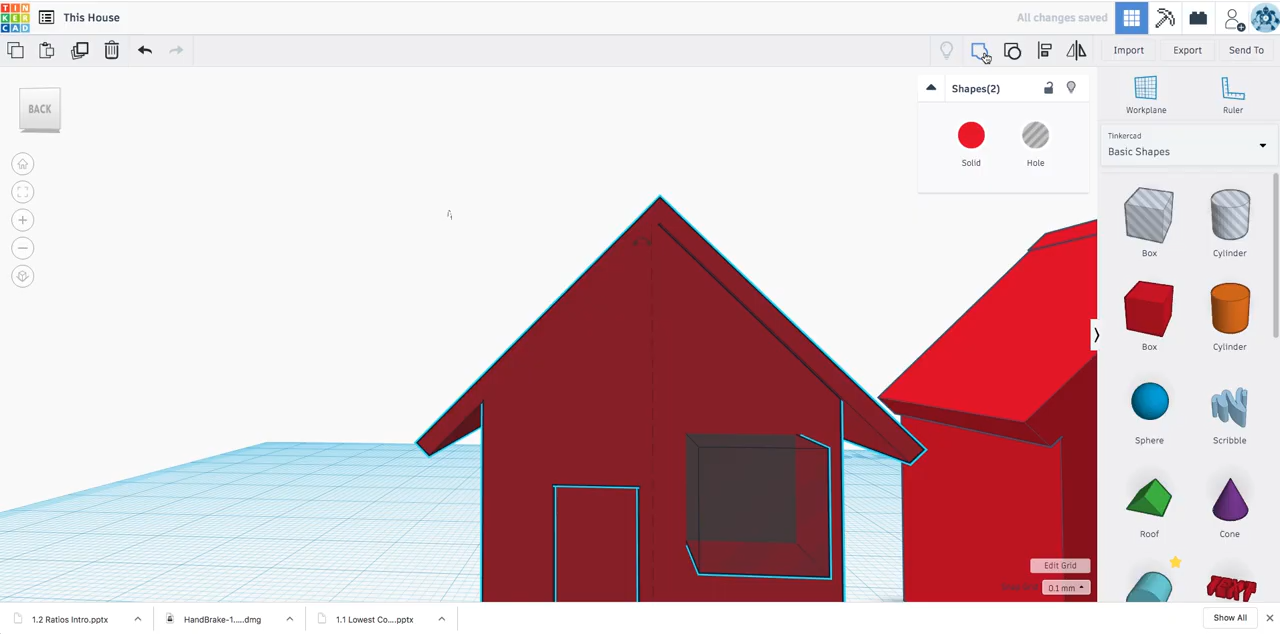 TIN
KER
CAD
This House
All changes saved
Import
Export
Send To
BACK
Shapes(2)
Solid
Hole
Workplane
Ruler
Tinkercad
Basic Shapes
Box
Cylinder
Box
Cylinder
Sphere
Scribble
Roof
Cone
TEXT
Edit Grid
0.1 mm
1.2 Ratios Intro.pptx
HandBrake-1.....dmg
1.1 Lowest Co....pptx
Show All